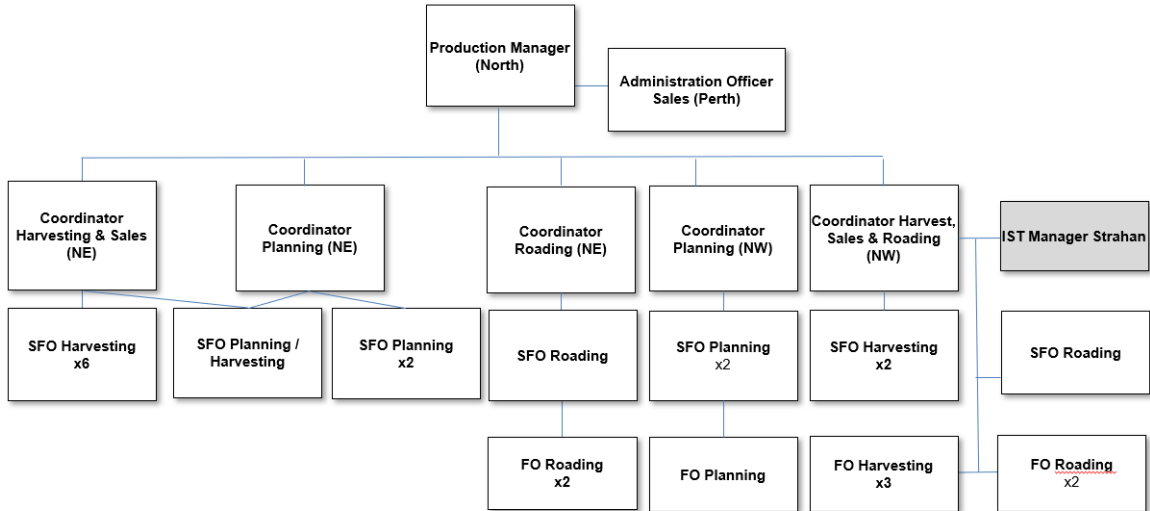 Production Manager
(North)
Administration Officer
Sales (Perth)
Coordinator
Harvesting & Sales
(NE)
Coordinator
Planning (NE)
Coordinator
Roading (NE)
Coordinator
Planning (NW)
Coordinator Harvest,
Sales & Roading
(NW)
IST Manager Strahan
SFO Harvesting
x6
SFO Planning /
Harvesting
SFO Planning
x2
SFO Roading
SFO Planning
x2
SFO Harvesting
x2
SFO Roading
FO Roading
x2
FO Planning
FO Harvesting
x3
FO Roading
x2